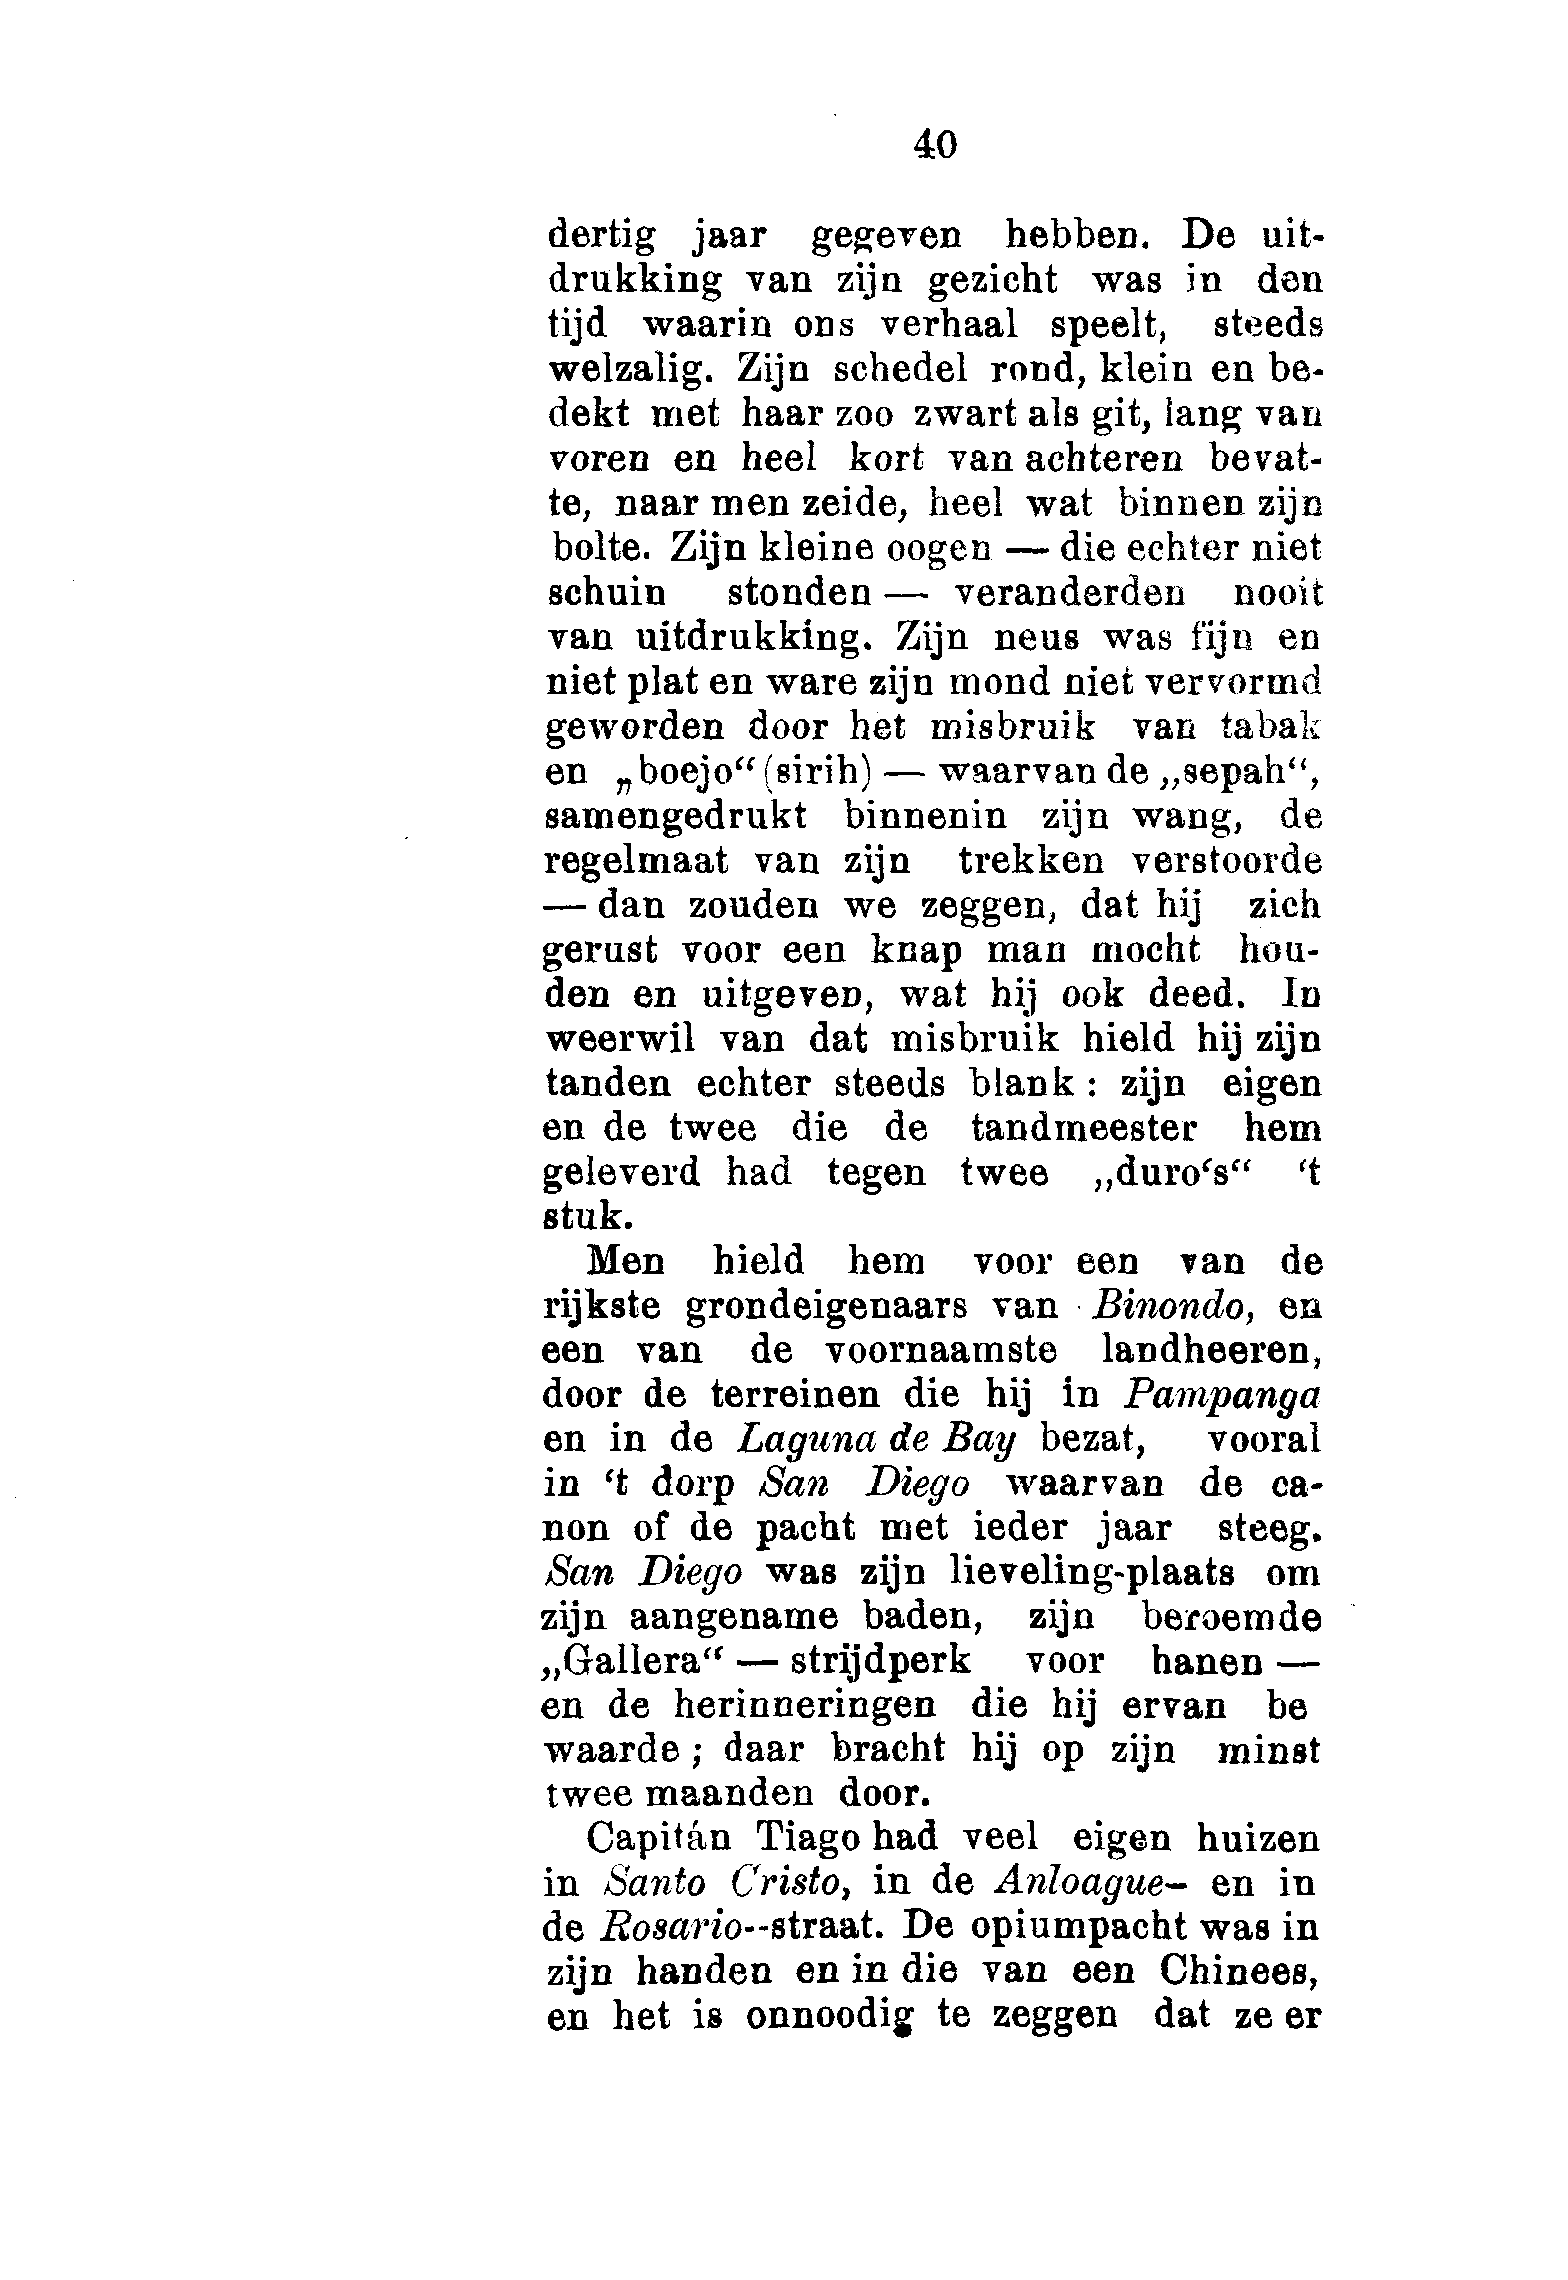 40
dertig jaar gegeven hebben. De uit-
drukking van zijn gezicht was in den
tijd waarin ons verhaal speelt, steeds
welzalig. Zijn schedel rond, klein en be-
dekt met haar zoo zwart als git, lang van
voren en heel kort van achteren bevat-
te, naar men zeide, heel wat binnen zijn
bolte. Zijn kleine oogen — die echter niet
schuin stonden — veranderden nooit
van uitdrukking. Zijn neus was fijn en
niet plat en ware zijn mond niet vervormd
geworden door het misbruik van tabak
en „boejo“ (sirih) — waarvan de „sepah“,
samengedrukt binnenin zijn wang, de
regelmaat van zijn trekken verstoorde
— dan zouden we zeggen, dat hij zich
gerust voor een knap man mocht hou-
den en uitgeven, wat hij ook deed. In
weerwil van dat misbruik hield hij zijn
tanden echter steeds blank : zijn eigen
en de twee die de tandmeester hem
geleverd had tegen twee „duro‘s“ ‘t
stuk.
Men hield hem voor een van de
rijkste grondeigenaars van Binondo, en
een van de voornaamste landheeren,
door de terreinen die hij in Pampanga
en in de Laguna de Bay bezat, vooral
in ‘t dorp San Diego waarvan de ca-
non of de pacht met ieder jaar steeg.
San Diego was zijn lieveling-plaats om
zijn aangename baden, zijn beroemde
„Gallera“ — strijdperk voor hanen —
en de herinneringen die hij ervan be
waarde ; daar bracht hij op zijn minst
twee maanden door.
Capitán Tiago had veel eigen huizen
in Santo Cristo, in de Anloague- en in
de Rosario--straat. De opiumpacht was in
zijn handen en in die van een Chinees,
en het is onnoodig te zeggen dat ze er